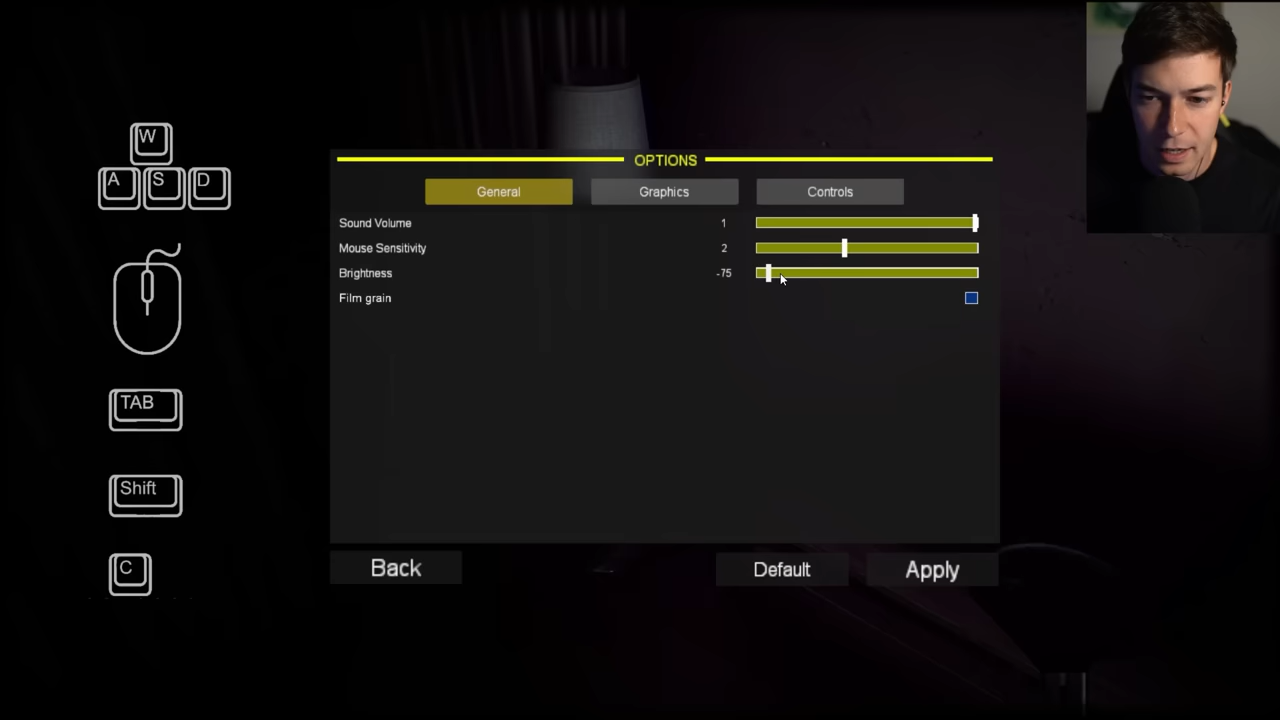 OPTIONS
General Graphics Controls
Sound Volume 1
Mouse Sensitivity 2
Brightness -75
Film grain
W
A S D
TAB
Shift
C
Back Default Apply